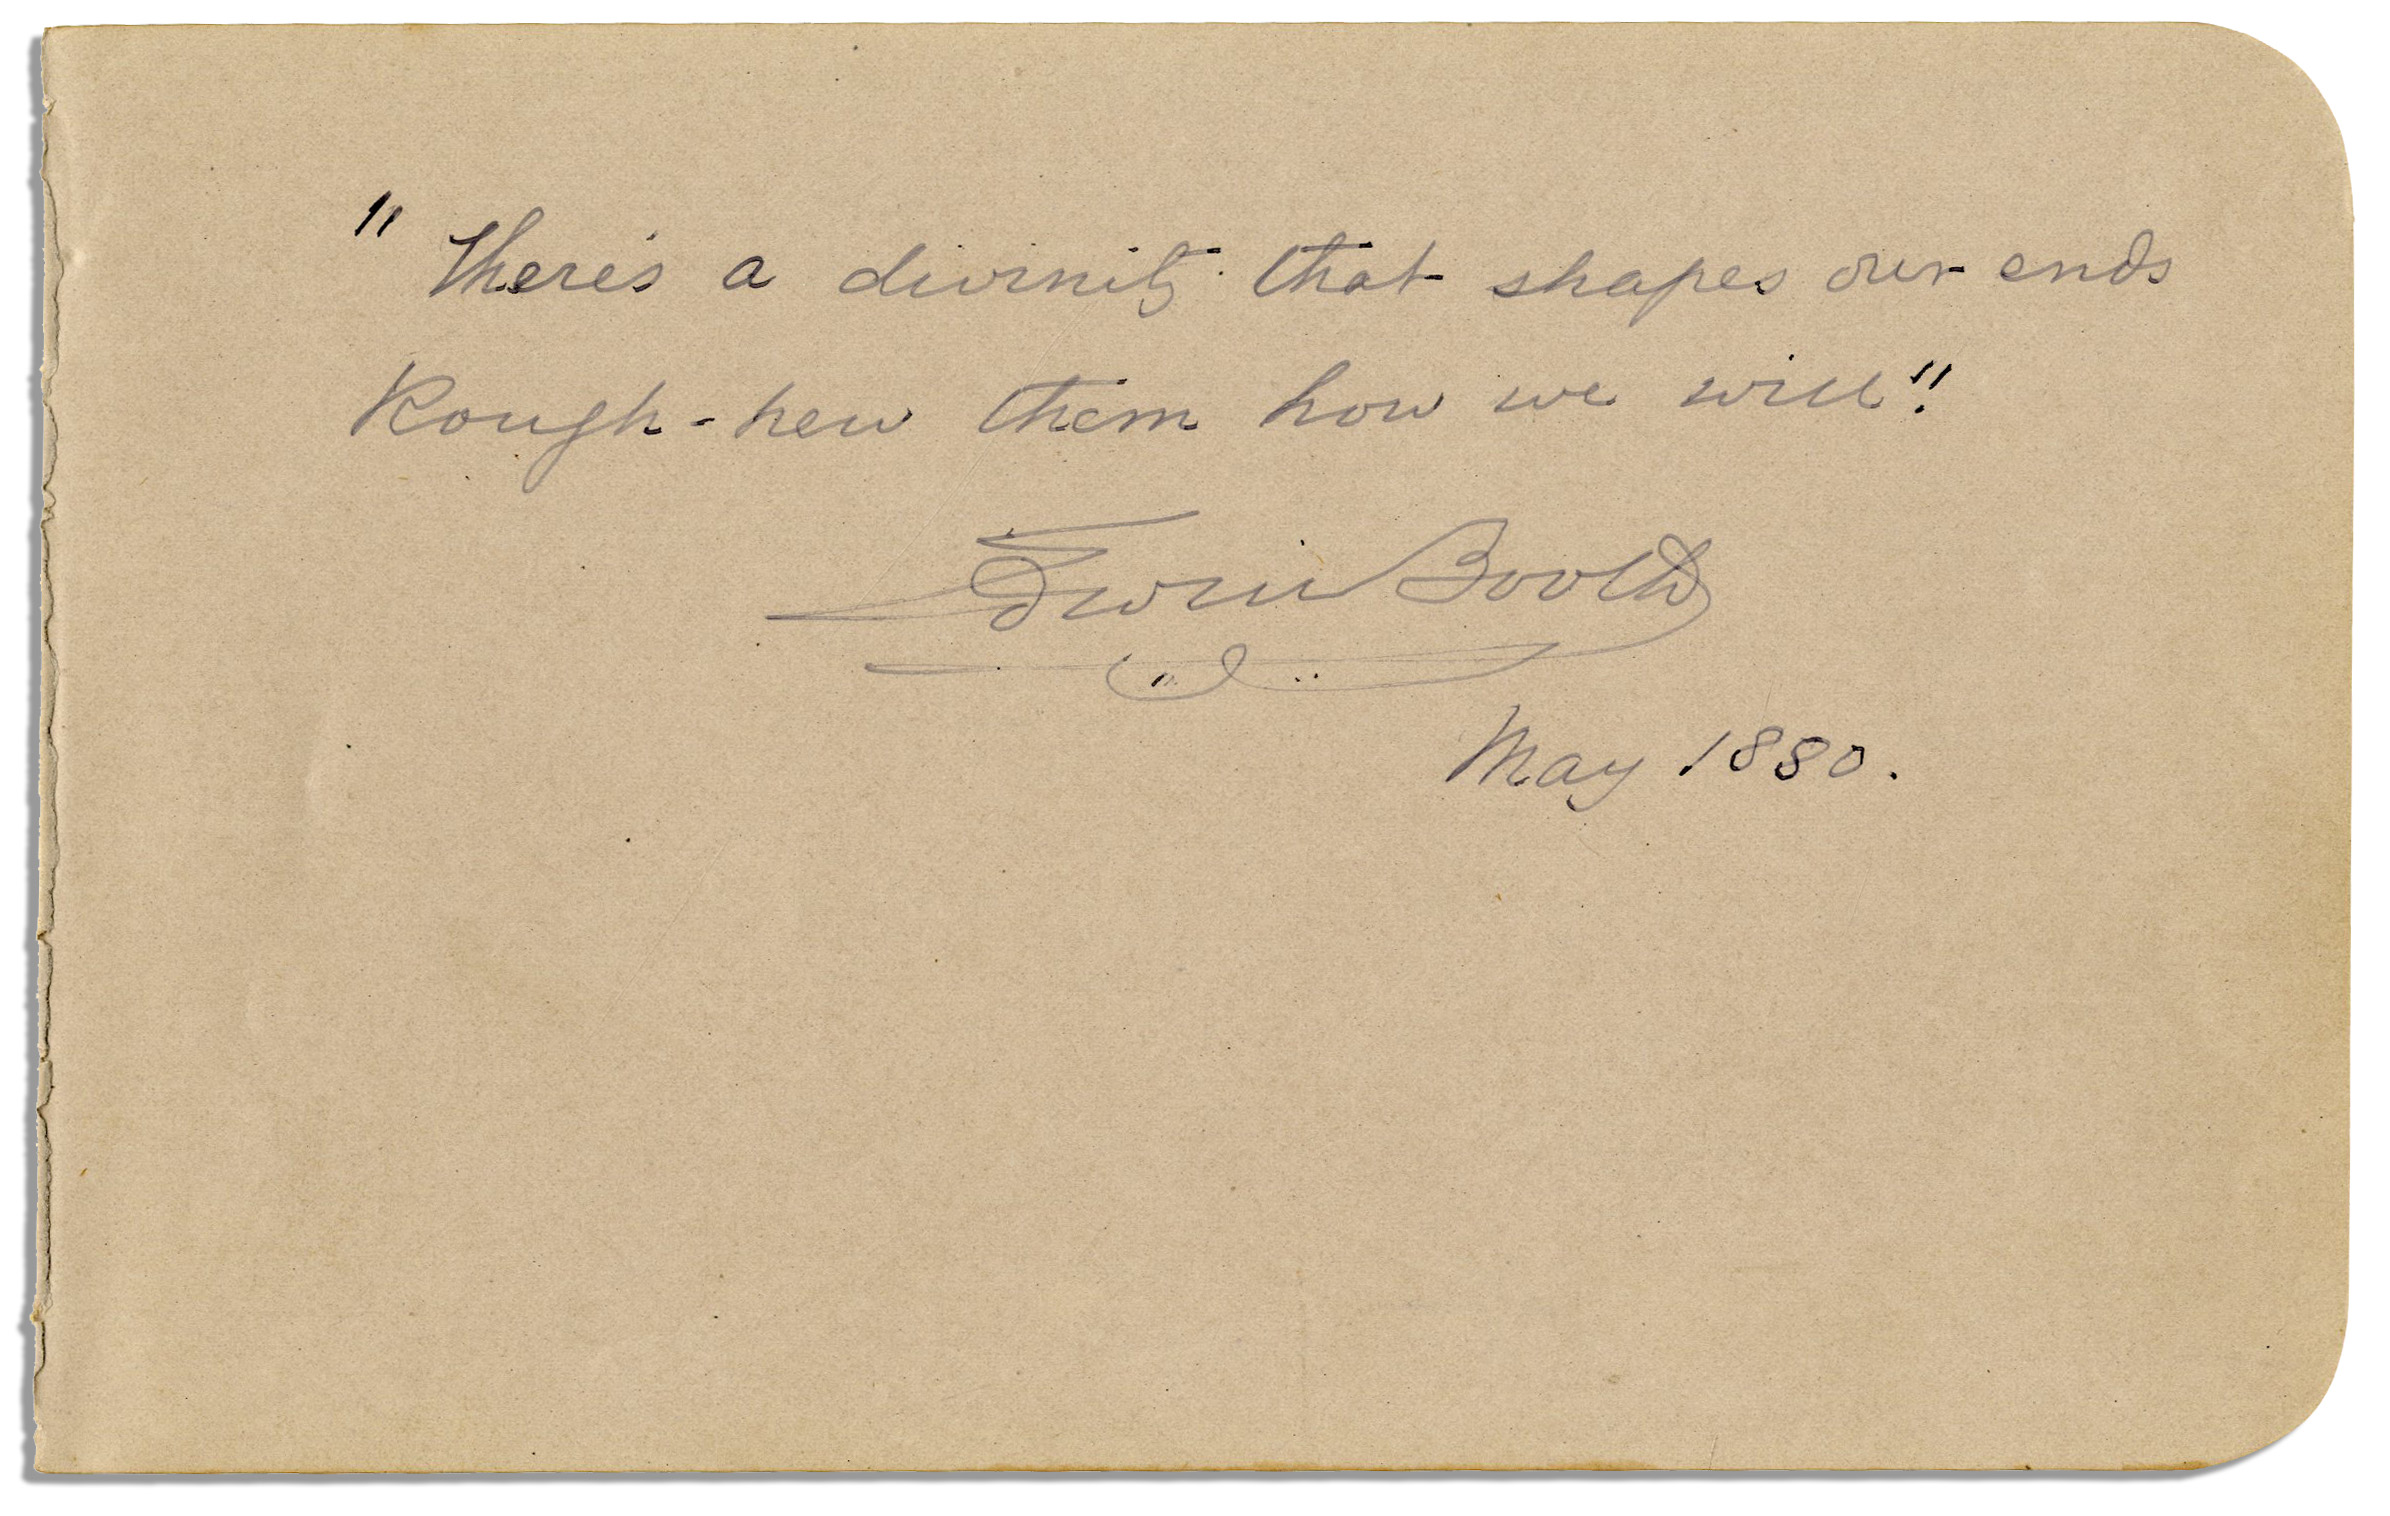 "There's a divinity that shapes our ends
Rough-hew them how we will".
Edwin Booth
May 1880.